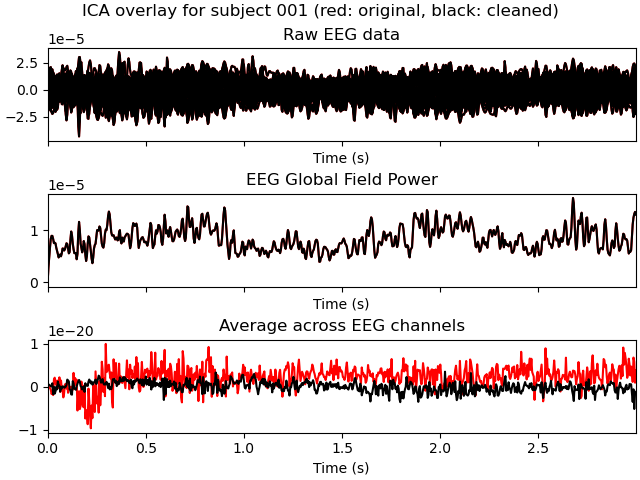 ICA overlay for subject 001 (red: original, black: cleaned)
Raw EEG data
1e−5
2.5
0.0
−2.5
Time (s)
EEG Global Field Power
1e−5
1
0
Time (s)
Average across EEG channels
1e−20
1
0
−1
0.0 0.5 1.0 1.5 2.0 2.5
Time (s)